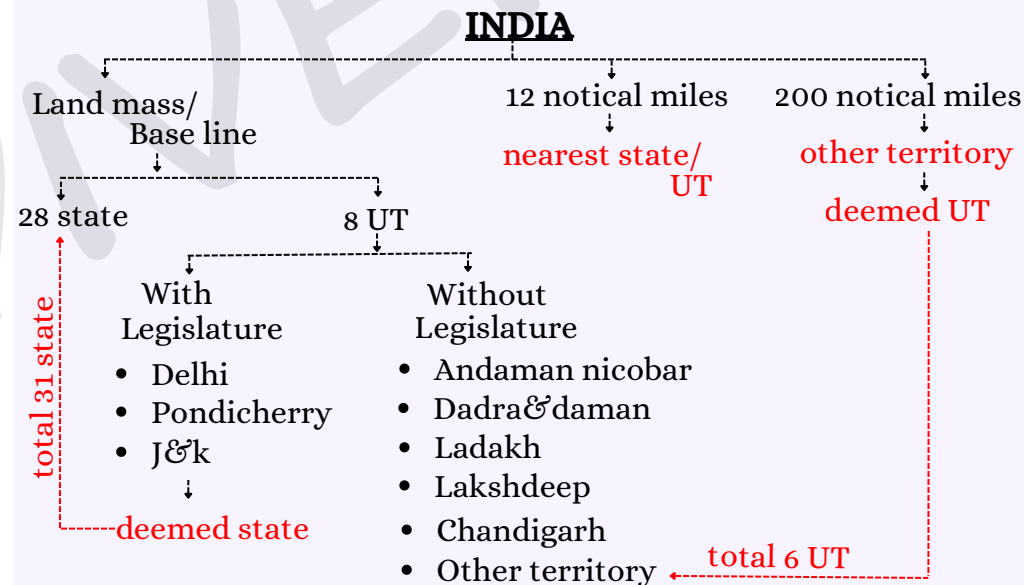 INDIA
Land mass/
Base line
12 notical miles
nearest state/
UT
200 notical miles
other territory
deemed UT
28 state
8 UT
With
Legislature
• Delhi
• Pondicherry
• J&k
deemed state
total 31 state
Without
Legislature
• Andaman nicobar
• Dadra&daman
• Ladakh
• Lakshdeep
• Chandigarh
• Other territory
total 6 UT